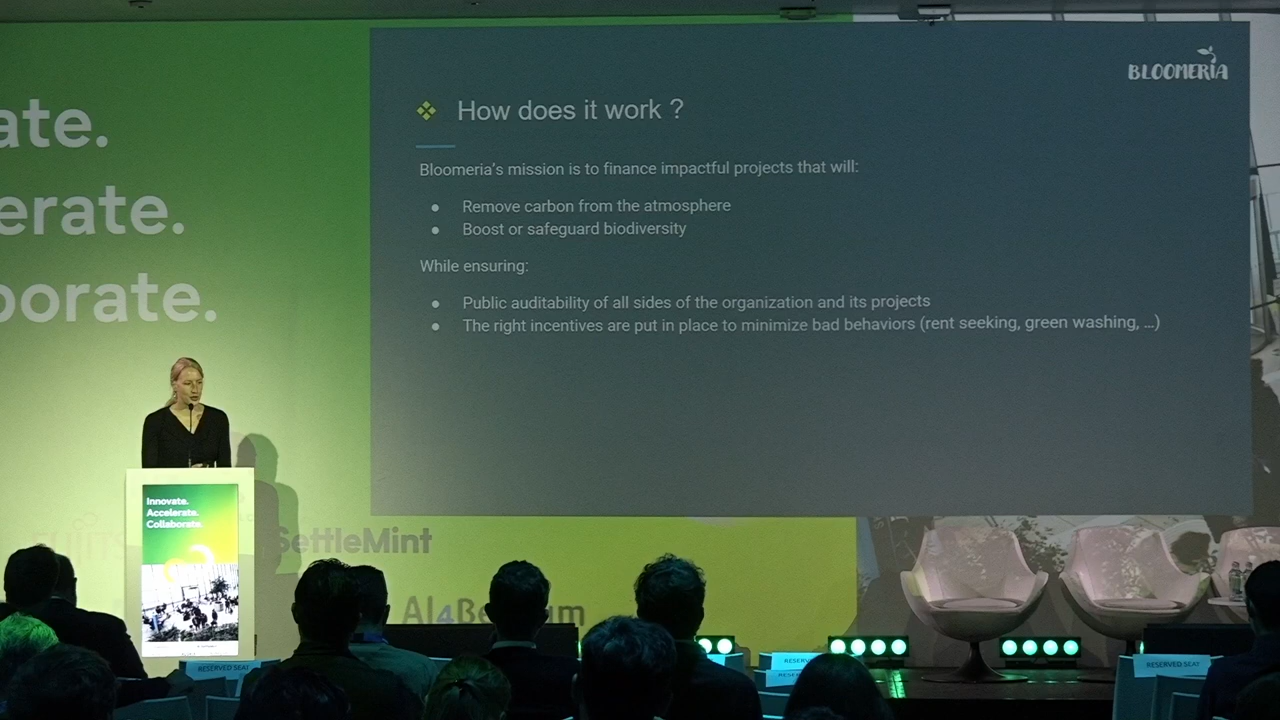 ate.
erate.
borate.
BLOOMERIA
How does it work ?
Bloomeria's mission is to finance impactful projects that will:
● Remove carbon from the atmosphere
● Boost or safeguard biodiversity
While ensuring:
● Public auditability of all sides of the organization and its projects
● The right incentives are put in place to minimize bad behaviors (rent seeking, green washing, ...)
Innovate.
Accelerate.
Collaborate.
SettleMint
AI4Be
um
RESERVED SEAT
RESERVED
RESERVED SEAT